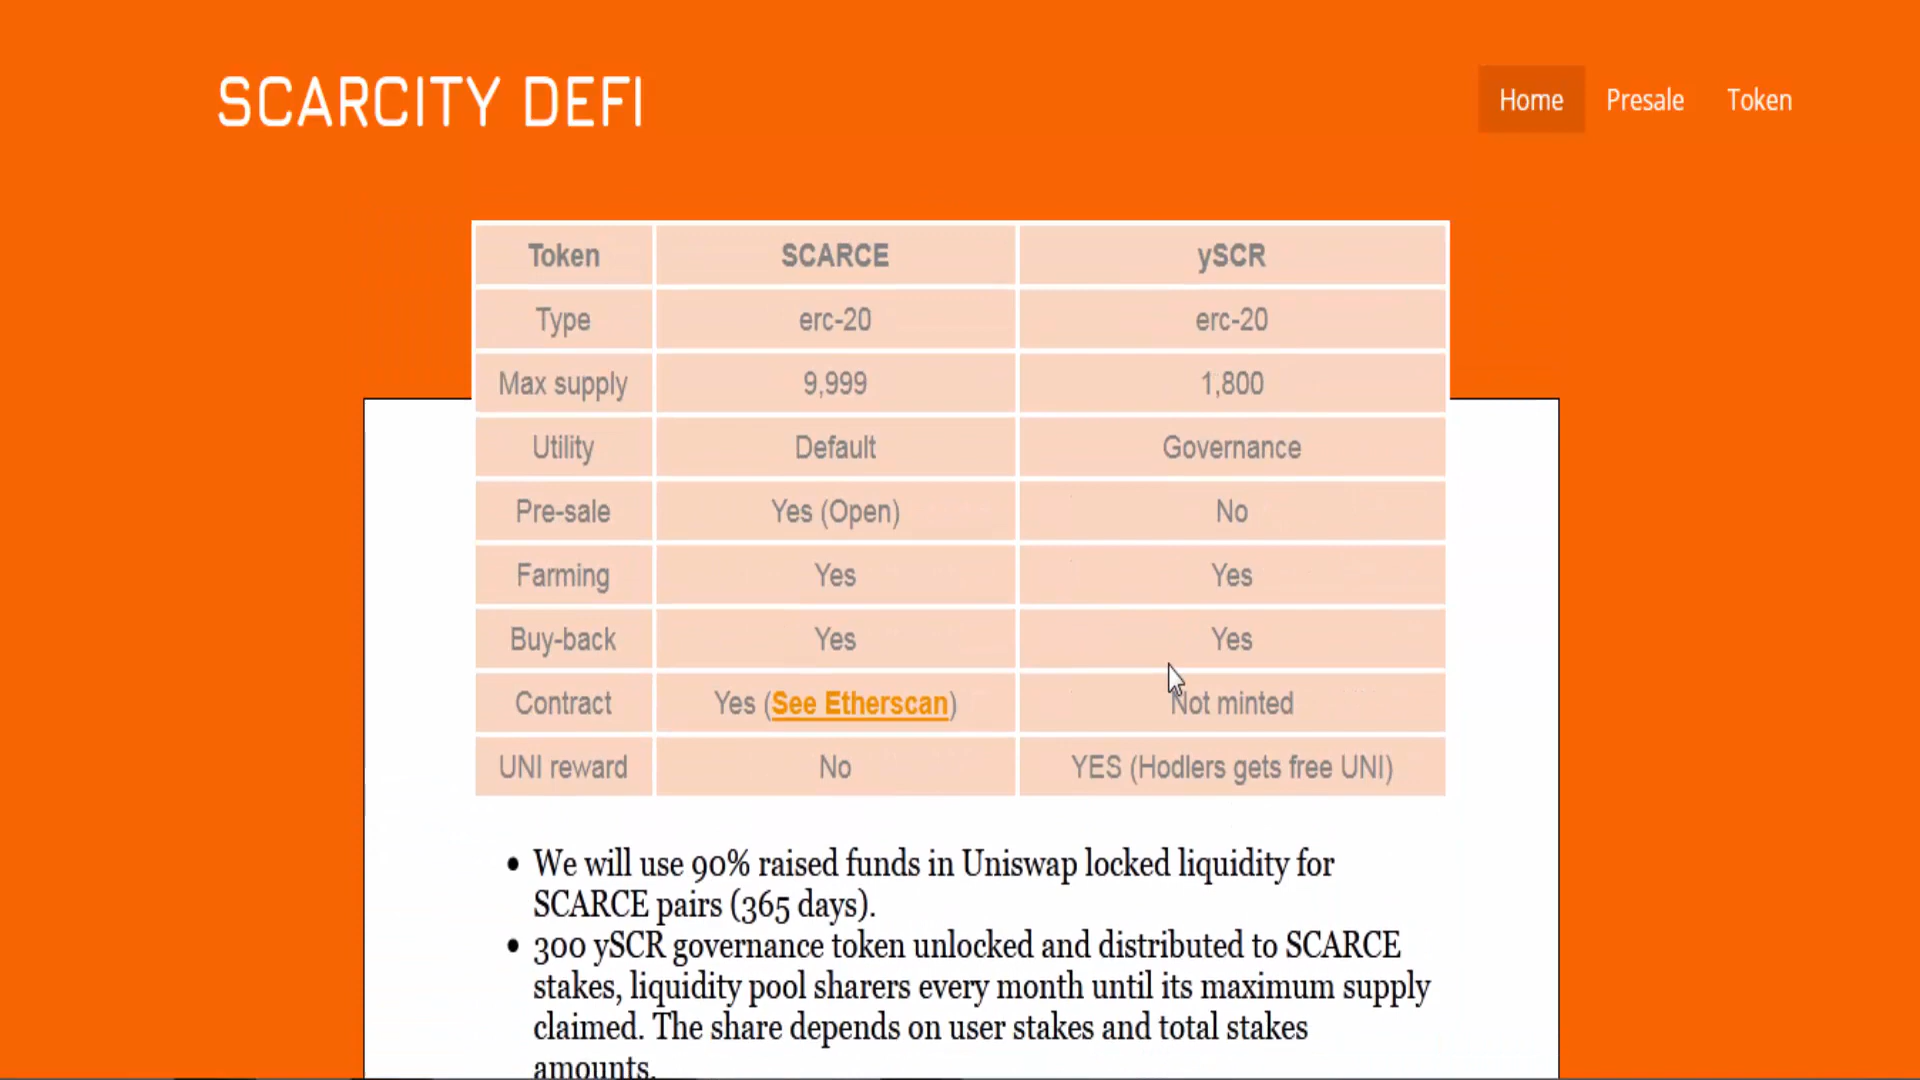 SCARCITY DEFI
Home Presale Token
Token SCARCE ySCR
Type erc-20 erc-20
Max supply 9,999 1,800
Utility Default Governance
Pre-sale Yes (Open) No
Farming Yes Yes
Buy-back Yes Yes
Contract Yes (See Etherscan) Not minted
UNI reward No YES (Hodlers gets free UNI)
• We will use 90% raised funds in Uniswap locked liquidity for
SCARCE pairs (365 days).
• 300 ySCR governance token unlocked and distributed to SCARCE
stakes, liquidity pool sharers every month until its maximum supply
claimed. The share depends on user stakes and total stakes
amounts.